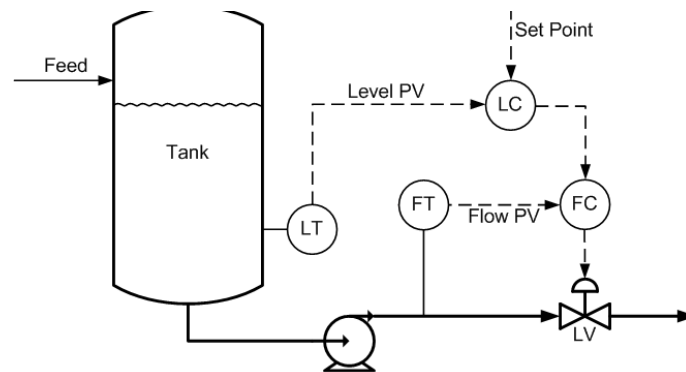 Set Point
Feed
Level PV
LC
Tank
LT
FT
Flow PV
FC
LV